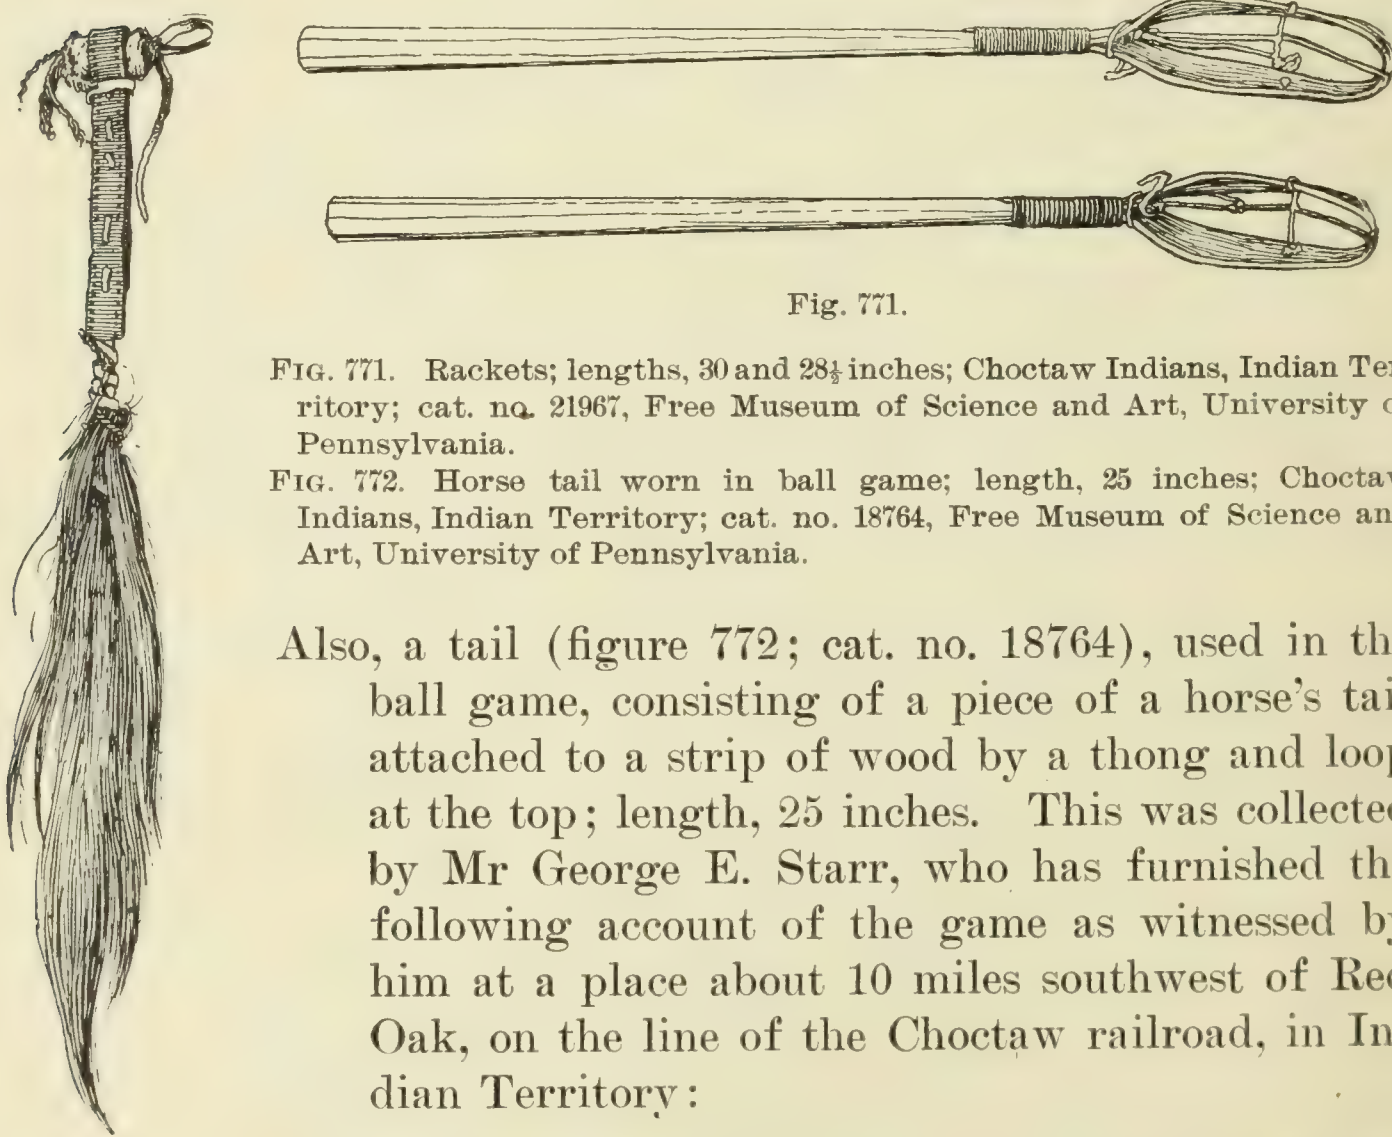 Fig. 771.
FIG. 771. Rackets; lengths, 30 and 28½ inches; Choctaw Indians, Indian Ter
ritory; cat. no. 21967, Free Museum of Science and Art, University o
Pennsylvania.
FIG. 772. Horse tail worn in ball game; length, 25 inches; Choctaw
Indians, Indian Territory; cat. no. 18764, Free Museum of Science an
Art, University of Pennsylvania.
Also, a tail (figure 772; cat. no. 18764), used in th
ball game, consisting of a piece of a horse's tai
attached to a strip of wood by a thong and loop
at the top; length, 25 inches. This was collecte
by Mr George E. Starr, who has furnished th
following account of the game as witnessed by
him at a place about 10 miles southwest of Red
Oak, on the line of the Choctaw railroad, in In
dian Territory: